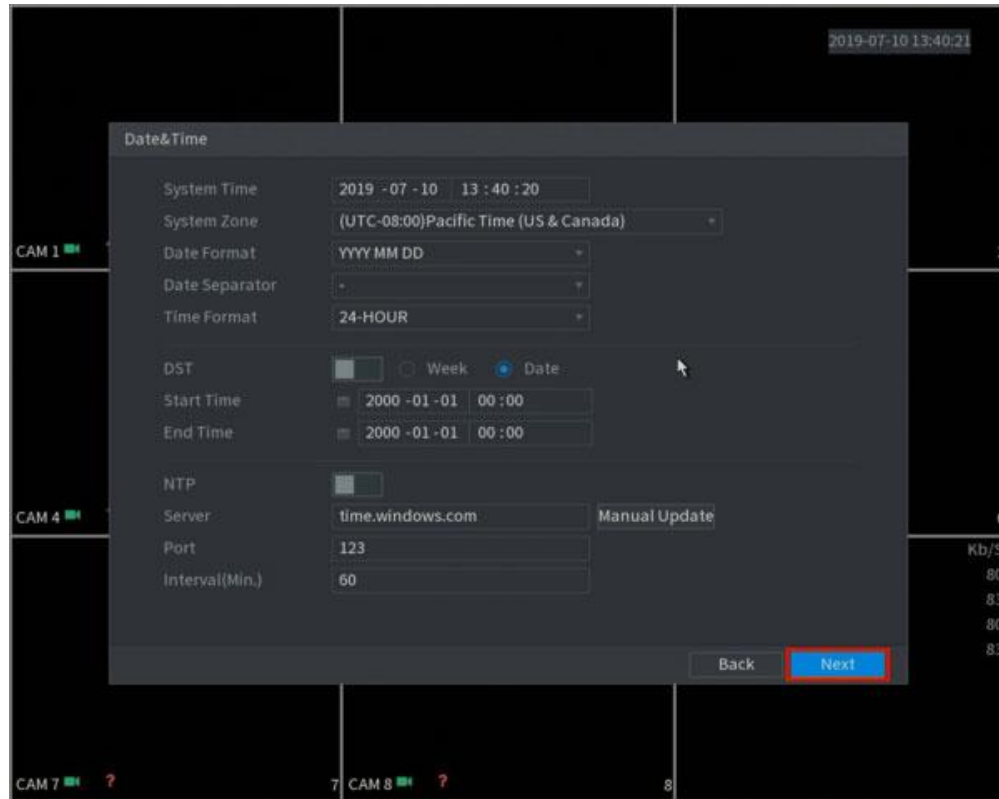 2019-07-10 13:40:21
Date&Time
System Time 2019 - 07 - 10 13 : 40 : 20
System Zone (UTC-08:00)Pacific Time (US & Canada)
CAM 1
Date Format YYYY MM DD
Date Separator -
Time Format 24-HOUR
DST Week Date
Start Time 2000 - 01 - 01 00 : 00
End Time 2000 - 01 - 01 00 : 00
NTP
CAM 4
Server time.windows.com Manual Update
Port 123
Kb/S
Interval(Min.) 60
80
83
80
83
Back Next
CAM 7 ? 7 CAM 8 ? 8